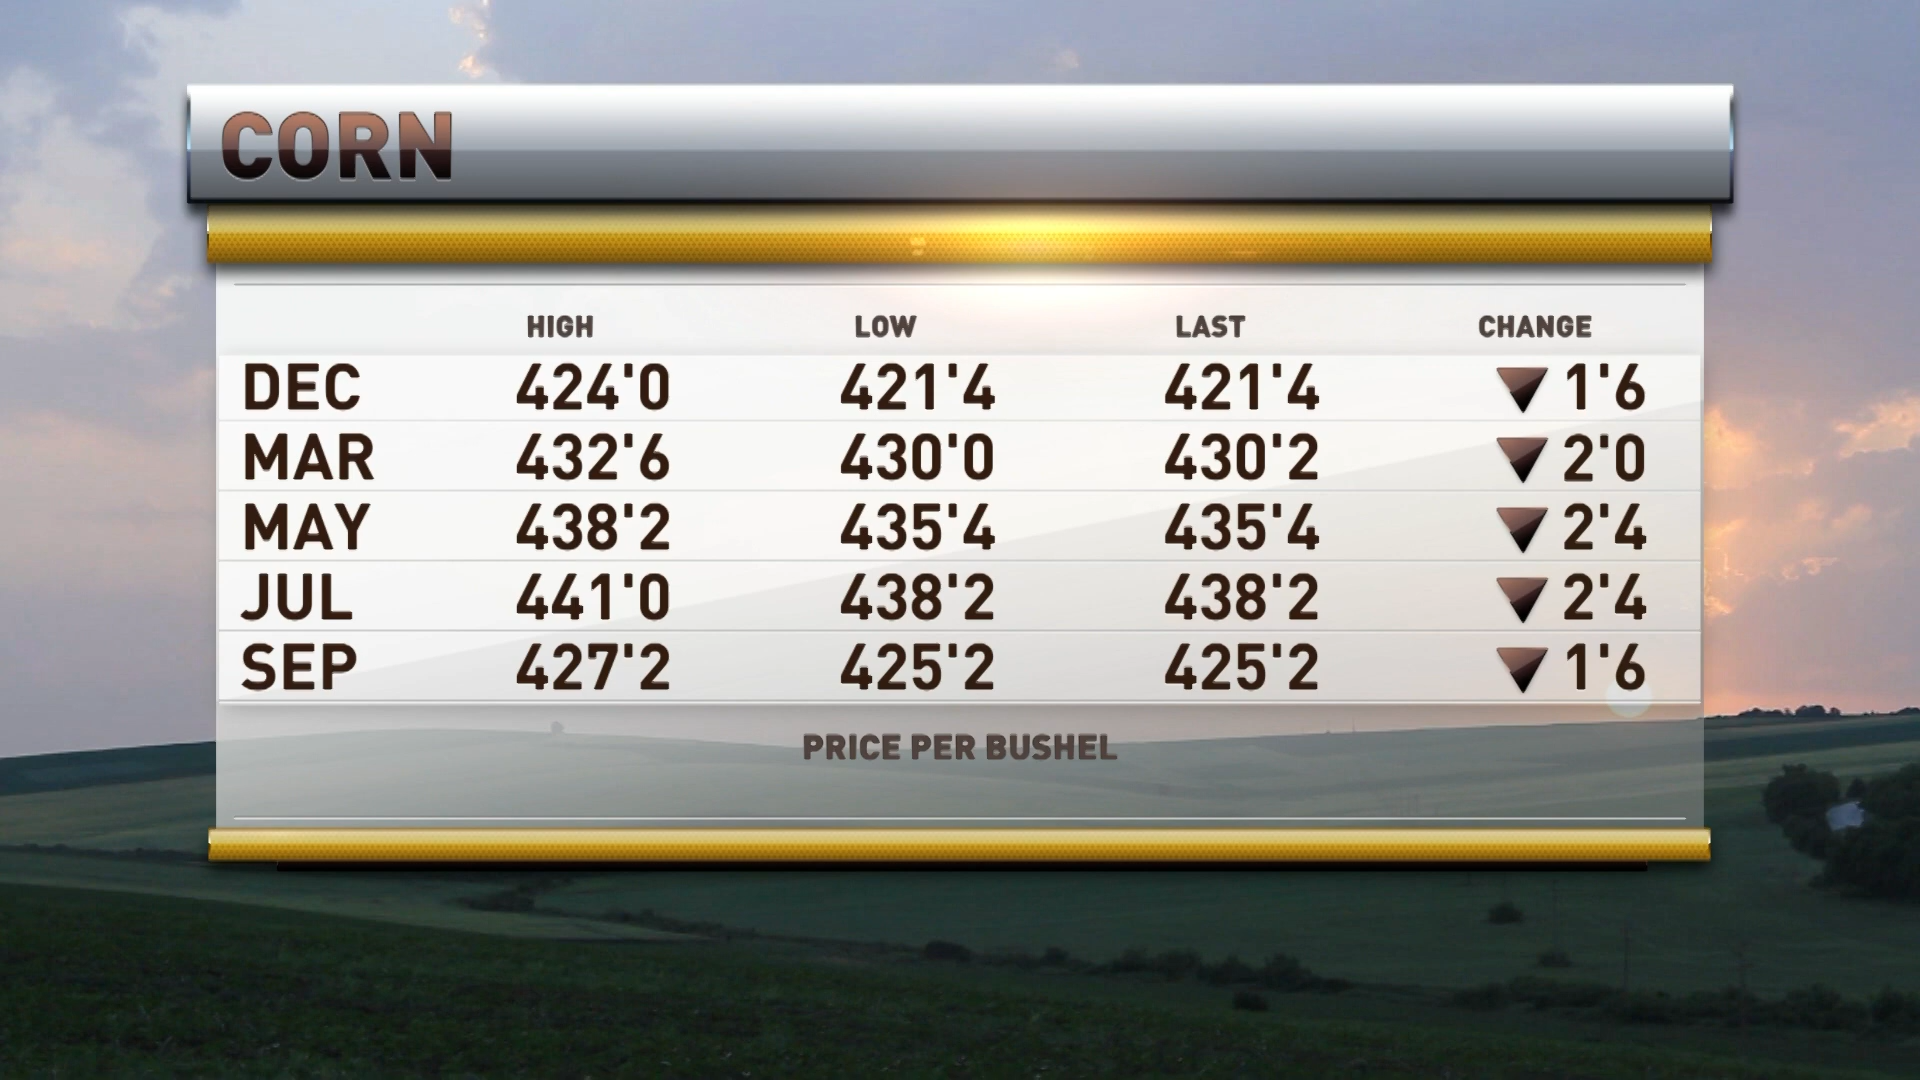 CORN
HIGH LOW LAST CHANGE
DEC 424'0 421'4 421'4 ▼ 1'6
MAR 432'6 430'0 430'2 ▼ 2'0
MAY 438'2 435'4 435'4 ▼ 2'4
JUL 441'0 438'2 438'2 ▼ 2'4
SEP 427'2 425'2 425'2 ▼ 1'6
PRICE PER BUSHEL